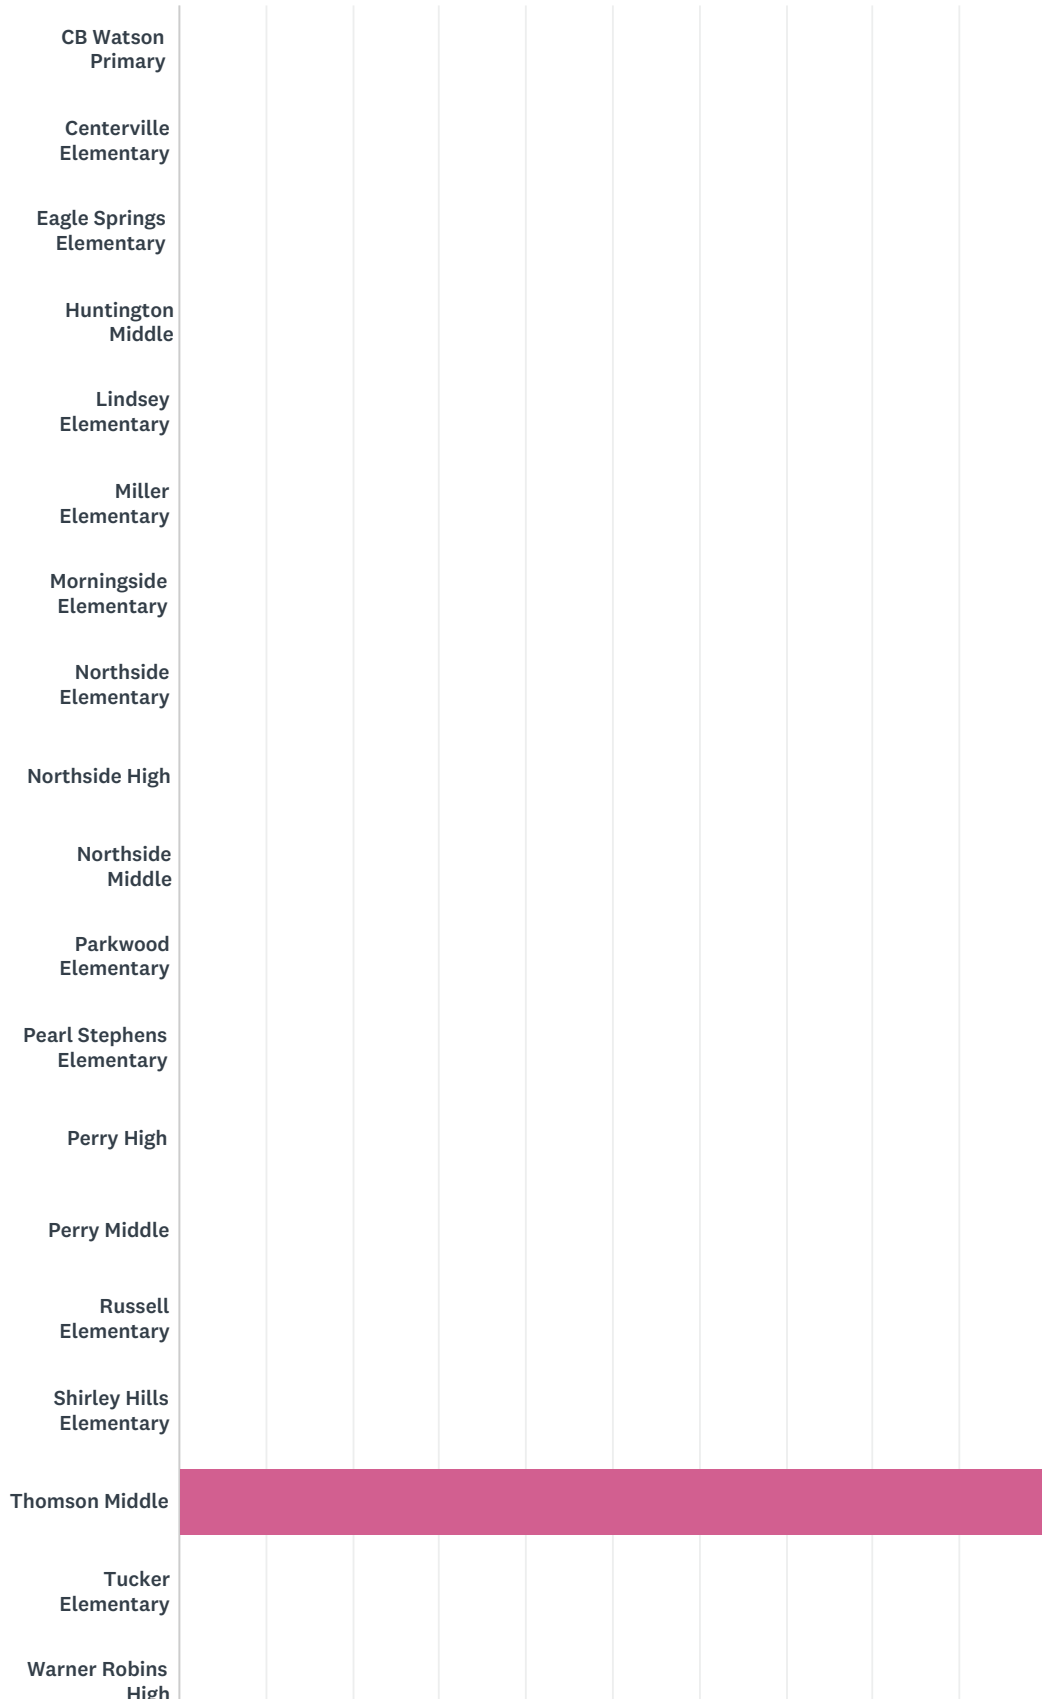 CB Watson
Primary
Centerville
Elementary
Eagle Springs
Elementary
Huntington
Middle
Lindsey
Elementary
Miller
Elementary
Morningside
Elementary
Northside
Elementary
Northside High
Northside
Middle
Parkwood
Elementary
Pearl Stephens
Elementary
Perry High
Perry Middle
Russell
Elementary
Shirley Hills
Elementary
Thomson Middle
Tucker
Elementary
Warner Robins
High